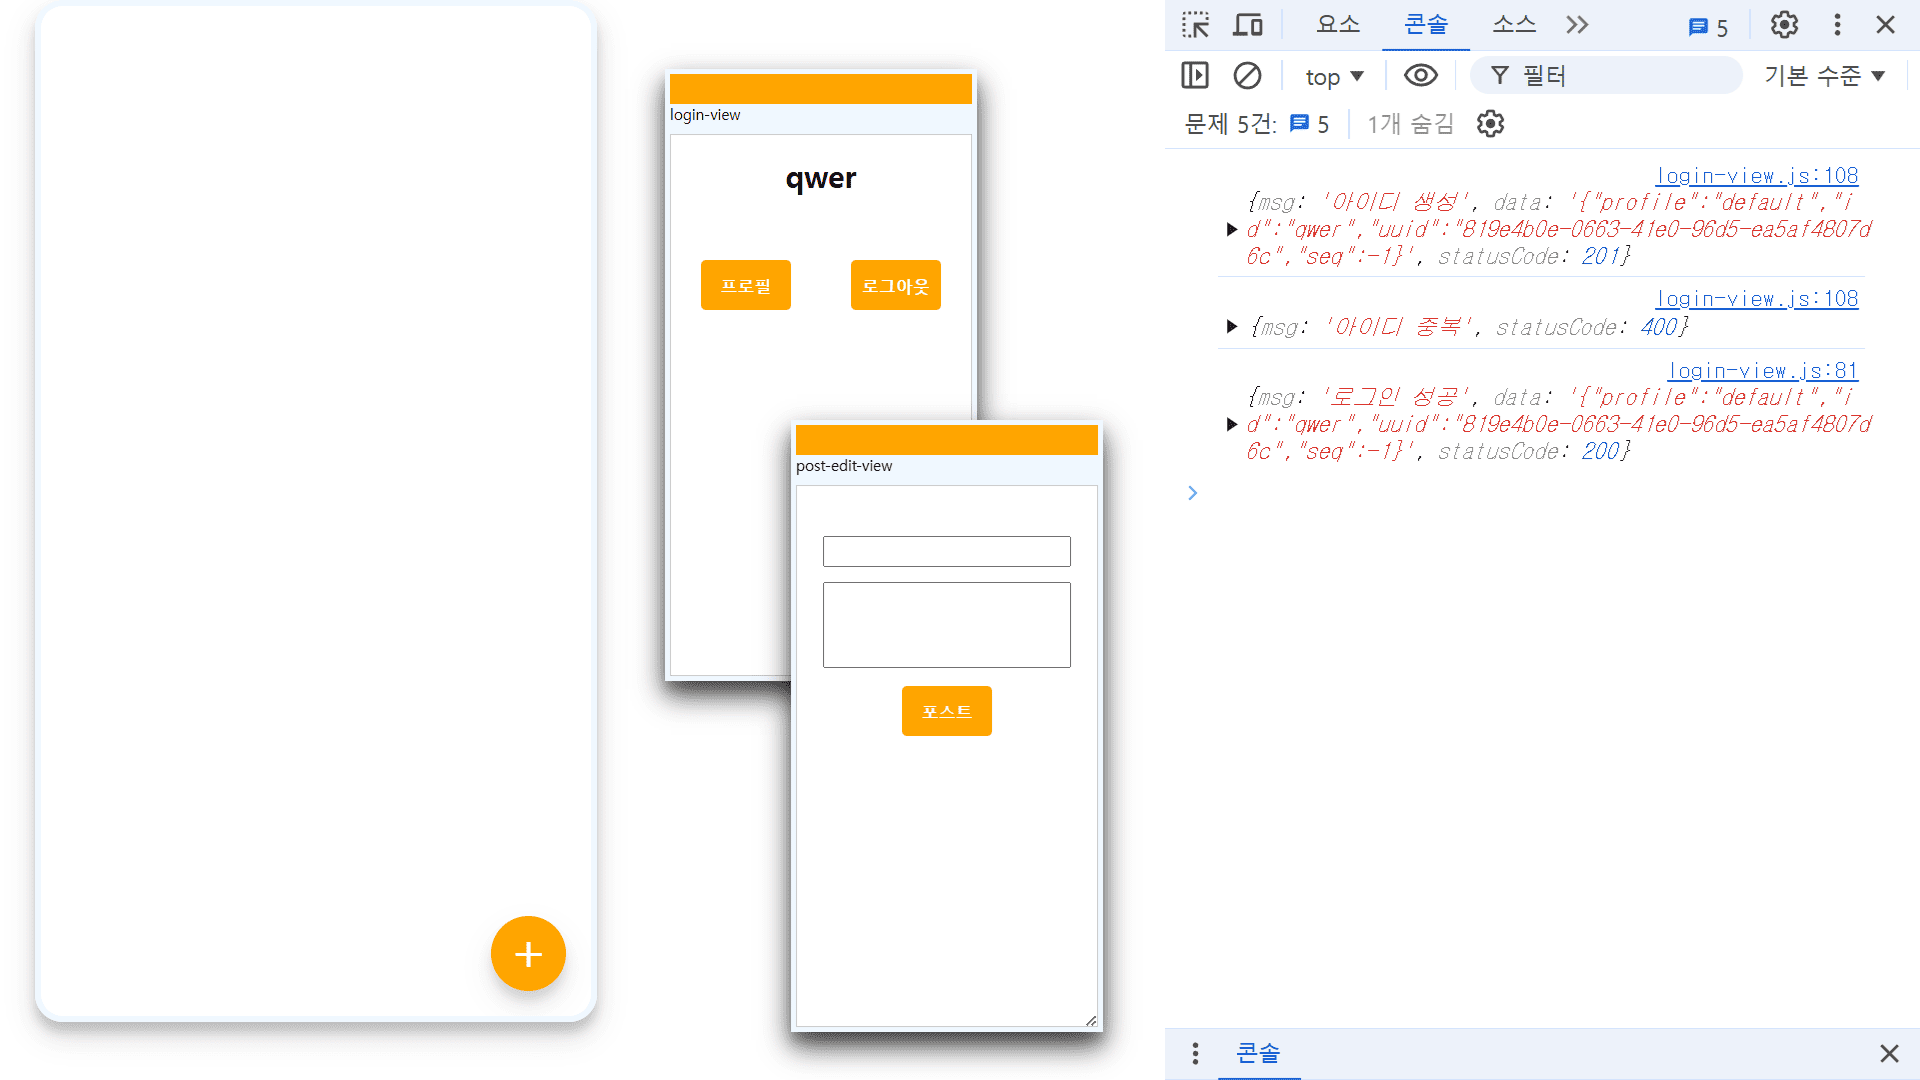 login-view
qwer
프로필
로그아웃
post-edit-view
포스트
요소 콘솔 소스 5
top 필터 기본 수준
문제 5건: 5 1개 숨김
login-view.js:108
{msg: '아이디 생성', data: '{"profile":"default","i
d":"qwer","uuid":"819e4b0e-0663-41e0-96d5-ea5af4807d
6c","seq":-1}', statusCode: 201}
login-view.js:108
{msg: '아이디 중복', statusCode: 400}
login-view.js:81
{msg: '로그인 성공', data: '{"profile":"default","i
d":"qwer","uuid":"819e4b0e-0663-41e0-96d5-ea5af4807d
6c","seq":-1}', statusCode: 200}
콘솔